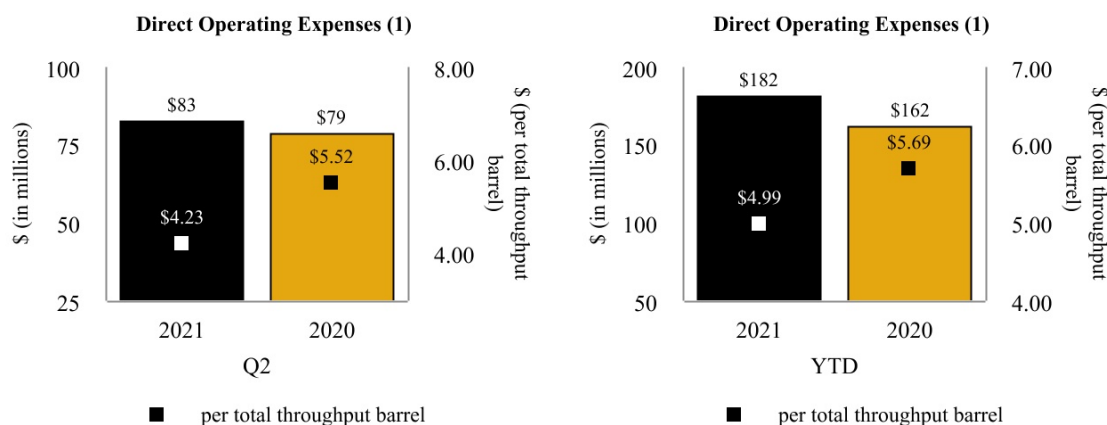 Direct Operating Expenses (1)
100
75
50
25
$ (in millions)
8.00
6.00
4.00
$ (per total throughput
barrel)
$83
$79
$5.52
$4.23
2021
2020
Q2
per total throughput barrel
Direct Operating Expenses (1)
200
150
100
50
$ (in millions)
7.00
6.00
5.00
4.00
$ (per total throughput
barrel)
$182
$162
$5.69
$4.99
2021
2020
YTD
per total throughput barrel